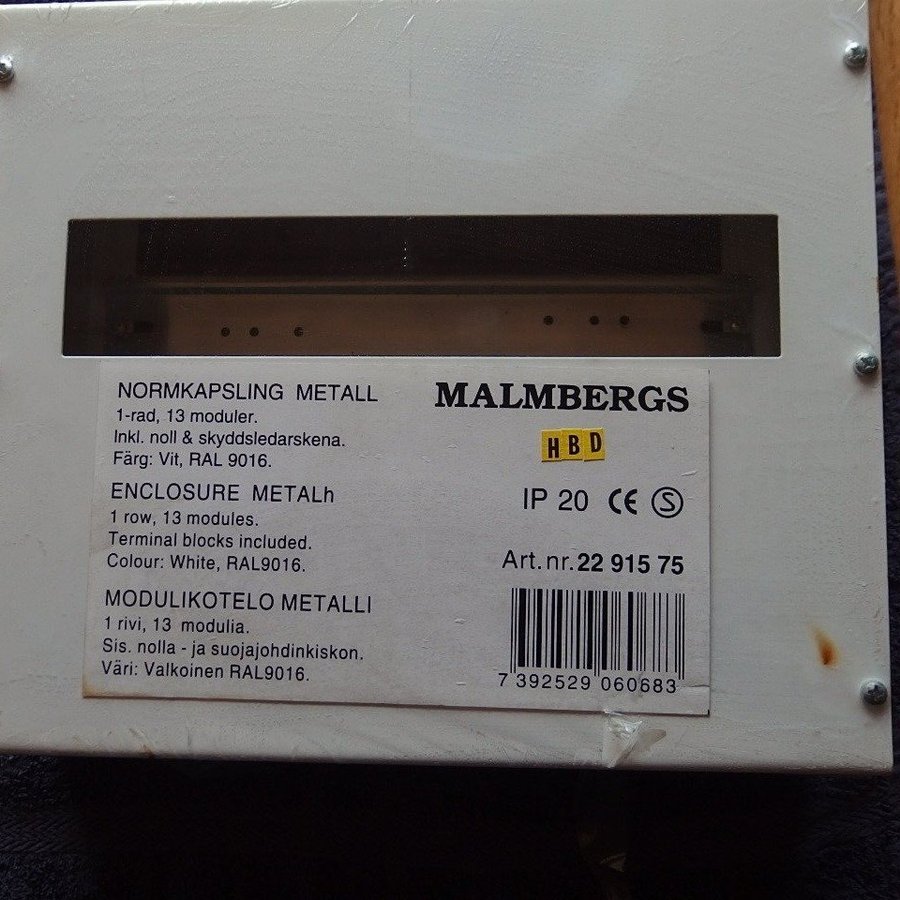 NORMKAPSLING METALL
1-rad, 13 moduler.
Inkl. noll & skyddsledarskena.
Färg: Vit, RAL 9016.
ENCLOSURE METALh
1 row, 13 modules.
Terminal blocks included.
Colour: White, RAL9016.
MODULIKOTELO METALLI
1 rivi, 13 modulia.
Sis. nolla - ja suojajohdinkiskon.
Väri: Valkoinen RAL9016.
MALMBERGS
HBD
IP 20 CE S
Art.nr. 22 915 75
7 392529 060683